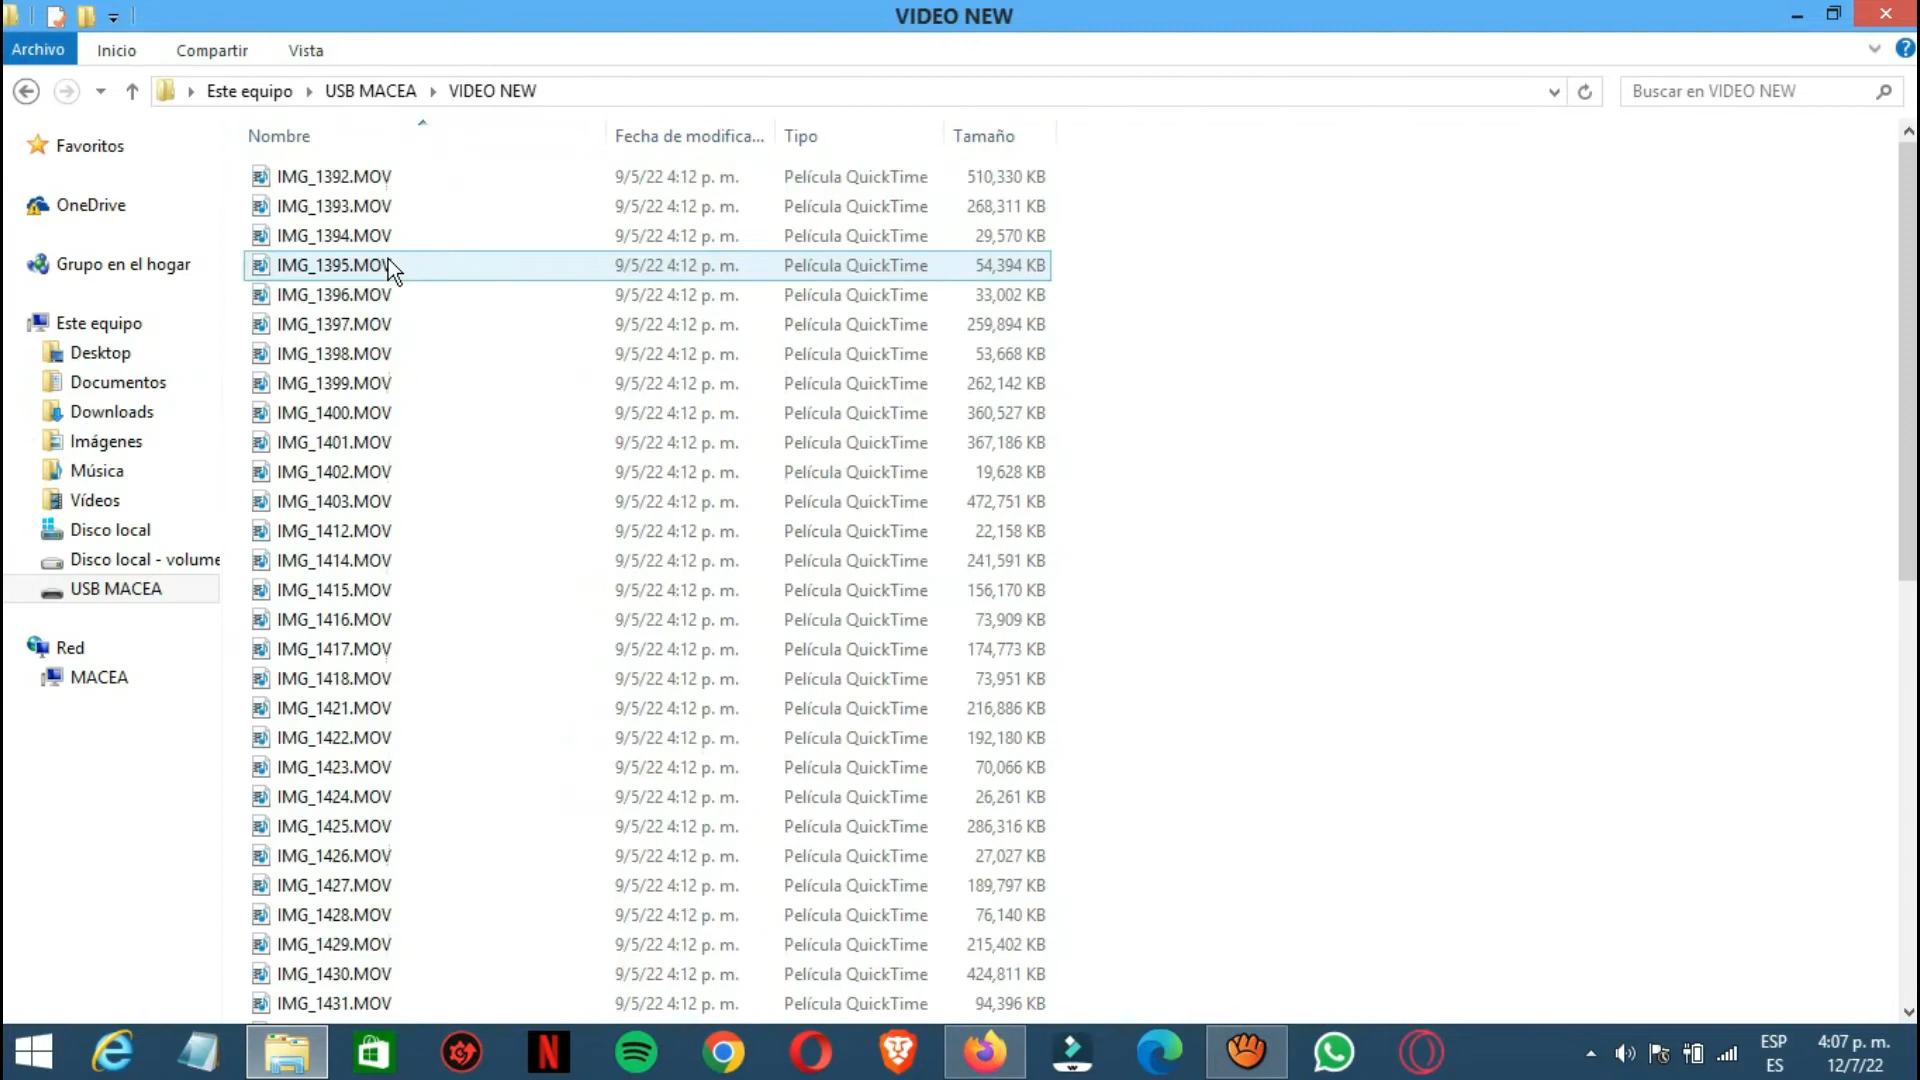 VIDEO NEW
Archivo Inicio Compartir Vista
Este equipo USB MACEA VIDEO NEW Buscar en VIDEO NEW
Favoritos
OneDrive
Grupo en el hogar
Este equipo
Desktop
Documentos
Downloads
Imágenes
Música
Vídeos
Disco local
Disco local - volume
USB MACEA
Red
MACEA
Nombre Fecha de modifica... Tipo Tamaño
IMG_1392.MOV 9/5/22 4:12 p. m. Película QuickTime 510,330 KB
IMG_1393.MOV 9/5/22 4:12 p. m. Película QuickTime 268,311 KB
IMG_1394.MOV 9/5/22 4:12 p. m. Película QuickTime 29,570 KB
IMG_1395.MOV 9/5/22 4:12 p. m. Película QuickTime 54,394 KB
IMG_1396.MOV 9/5/22 4:12 p. m. Película QuickTime 33,002 KB
IMG_1397.MOV 9/5/22 4:12 p. m. Película QuickTime 259,894 KB
IMG_1398.MOV 9/5/22 4:12 p. m. Película QuickTime 53,668 KB
IMG_1399.MOV 9/5/22 4:12 p. m. Película QuickTime 262,142 KB
IMG_1400.MOV 9/5/22 4:12 p. m. Película QuickTime 360,527 KB
IMG_1401.MOV 9/5/22 4:12 p. m. Película QuickTime 367,186 KB
IMG_1402.MOV 9/5/22 4:12 p. m. Película QuickTime 19,628 KB
IMG_1403.MOV 9/5/22 4:12 p. m. Película QuickTime 472,751 KB
IMG_1412.MOV 9/5/22 4:12 p. m. Película QuickTime 22,158 KB
IMG_1414.MOV 9/5/22 4:12 p. m. Película QuickTime 241,591 KB
IMG_1415.MOV 9/5/22 4:12 p. m. Película QuickTime 156,170 KB
IMG_1416.MOV 9/5/22 4:12 p. m. Película QuickTime 73,909 KB
IMG_1417.MOV 9/5/22 4:12 p. m. Película QuickTime 174,773 KB
IMG_1418.MOV 9/5/22 4:12 p. m. Película QuickTime 73,951 KB
IMG_1421.MOV 9/5/22 4:12 p. m. Película QuickTime 216,886 KB
IMG_1422.MOV 9/5/22 4:12 p. m. Película QuickTime 192,180 KB
IMG_1423.MOV 9/5/22 4:12 p. m. Película QuickTime 70,066 KB
IMG_1424.MOV 9/5/22 4:12 p. m. Película QuickTime 26,261 KB
IMG_1425.MOV 9/5/22 4:12 p. m. Película QuickTime 286,316 KB
IMG_1426.MOV 9/5/22 4:12 p. m. Película QuickTime 27,027 KB
IMG_1427.MOV 9/5/22 4:12 p. m. Película QuickTime 189,797 KB
IMG_1428.MOV 9/5/22 4:12 p. m. Película QuickTime 76,140 KB
IMG_1429.MOV 9/5/22 4:12 p. m. Película QuickTime 215,402 KB
IMG_1430.MOV 9/5/22 4:12 p. m. Película QuickTime 424,811 KB
IMG_1431.MOV 9/5/22 4:12 p. m. Película QuickTime 94,396 KB
ESP 4:07 p. m.
ES 12/7/22